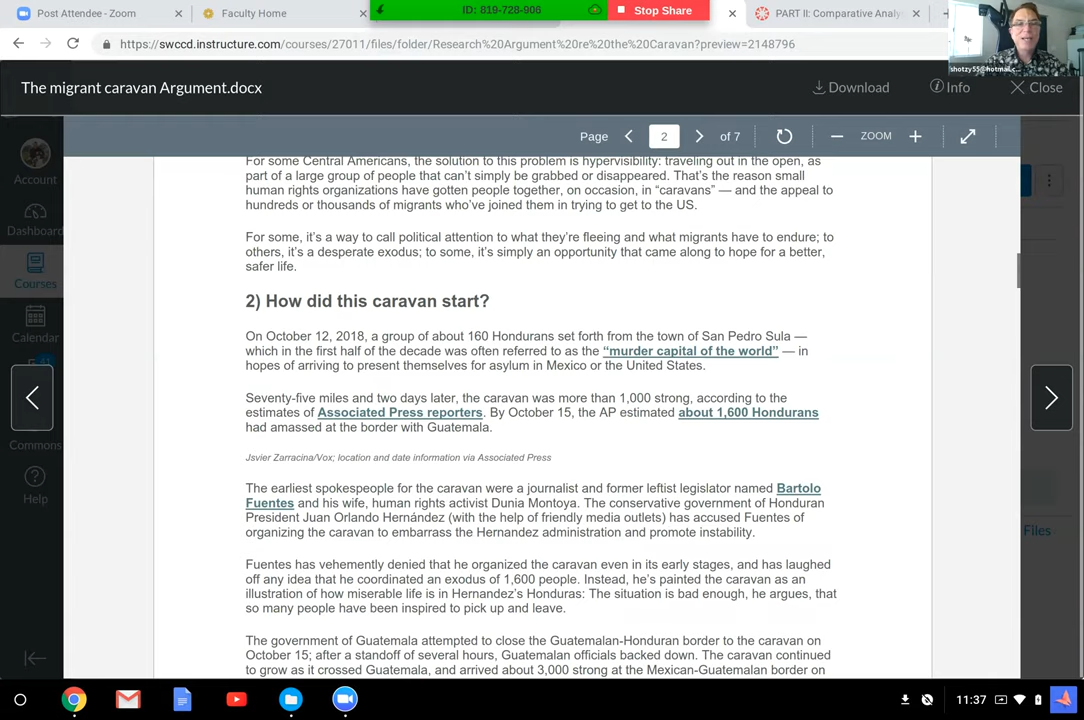 Post Attendee - Zoom
Faculty Home
ID: 819-728-906
Stop Share
PART II: Comparative Analy
https://swccd.instructure.com/courses/27011/files/folder/Research%20Argument%20re%20the%20Caravan?preview=2148796
shotzy55@hotmail.c...
The migrant caravan Argument.docx
Download
Info
Close
Page
2
of 7
ZOOM
Account
Dashboard
Courses
Calendar
41
Commons
Help
Files
For some Central Americans, the solution to this problem is hypervisibility: traveling out in the open, as
part of a large group of people that can’t simply be grabbed or disappeared. That’s the reason small
human rights organizations have gotten people together, on occasion, in “caravans” — and the appeal to
hundreds or thousands of migrants who’ve joined them in trying to get to the US.
For some, it’s a way to call political attention to what they’re fleeing and what migrants have to endure; to
others, it’s a desperate exodus; to some, it’s simply an opportunity that came along to hope for a better,
safer life.
2) How did this caravan start?
On October 12, 2018, a group of about 160 Hondurans set forth from the town of San Pedro Sula —
which in the first half of the decade was often referred to as the “murder capital of the world” — in
hopes of arriving to present themselves for asylum in Mexico or the United States.
Seventy-five miles and two days later, the caravan was more than 1,000 strong, according to the
estimates of Associated Press reporters. By October 15, the AP estimated about 1,600 Hondurans
had amassed at the border with Guatemala.
Jsvier Zarracina/Vox; location and date information via Associated Press
The earliest spokespeople for the caravan were a journalist and former leftist legislator named Bartolo
Fuentes and his wife, human rights activist Dunia Montoya. The conservative government of Honduran
President Juan Orlando Hernández (with the help of friendly media outlets) has accused Fuentes of
organizing the caravan to embarrass the Hernandez administration and promote instability.
Fuentes has vehemently denied that he organized the caravan even in its early stages, and has laughed
off any idea that he coordinated an exodus of 1,600 people. Instead, he’s painted the caravan as an
illustration of how miserable life is in Hernandez’s Honduras: The situation is bad enough, he argues, that
so many people have been inspired to pick up and leave.
The government of Guatemala attempted to close the Guatemalan-Honduran border to the caravan on
October 15; after a standoff of several hours, Guatemalan officials backed down. The caravan continued
to grow as it crossed Guatemala, and arrived about 3,000 strong at the Mexican-Guatemalan border on
11:37